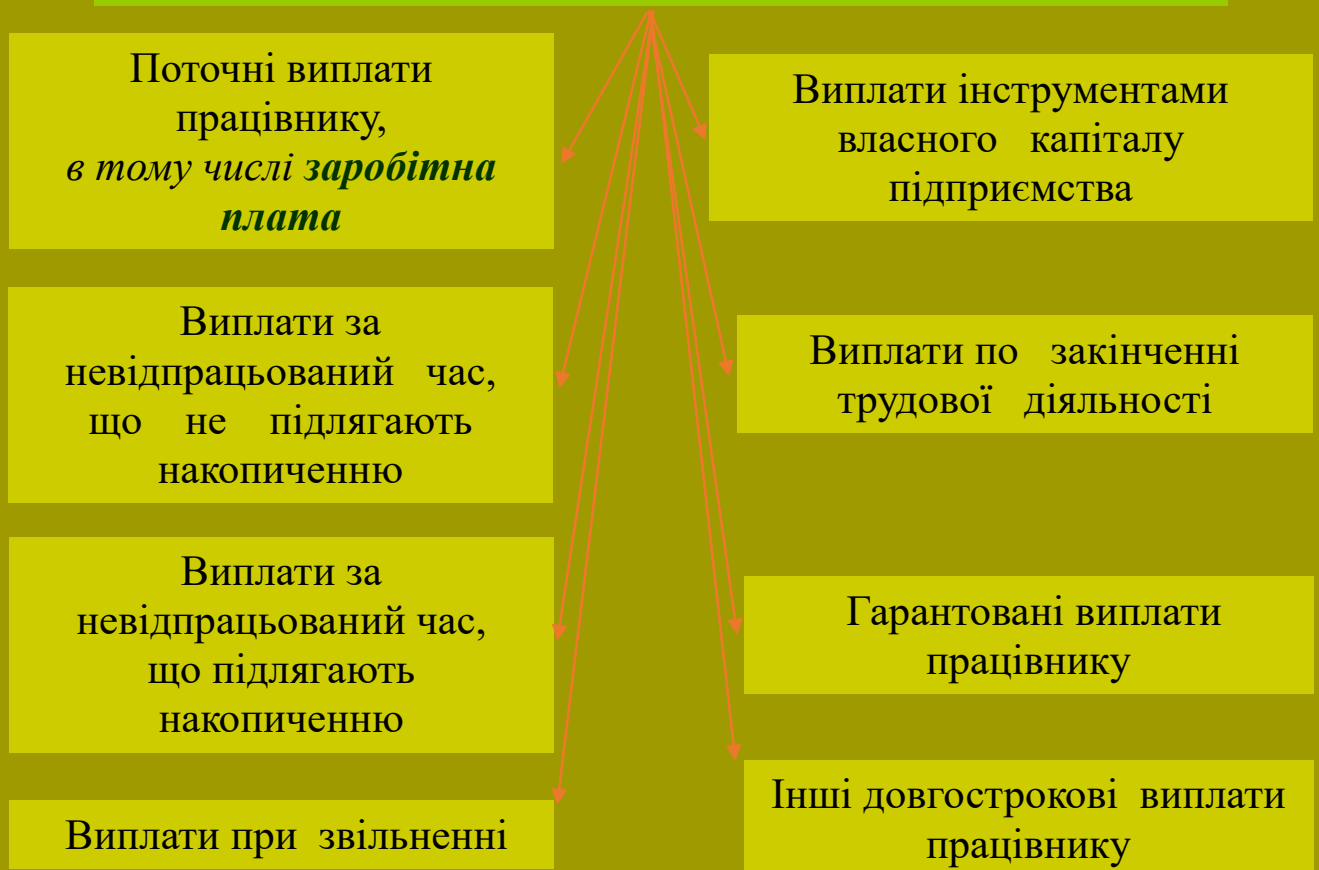 Поточні виплати
працівнику,
в тому числі заробітна
плата
Виплати за
невідпрацьований час,
що не підлягають
накопиченню
Виплати за
невідпрацьований час,
що підлягають
накопиченню
Виплати при звільненні
Виплати інструментами
власного капіталу
підприємства
Виплати по закінченні
трудової діяльності
Гарантовані виплати
працівнику
Інші довгострокові виплати
працівнику